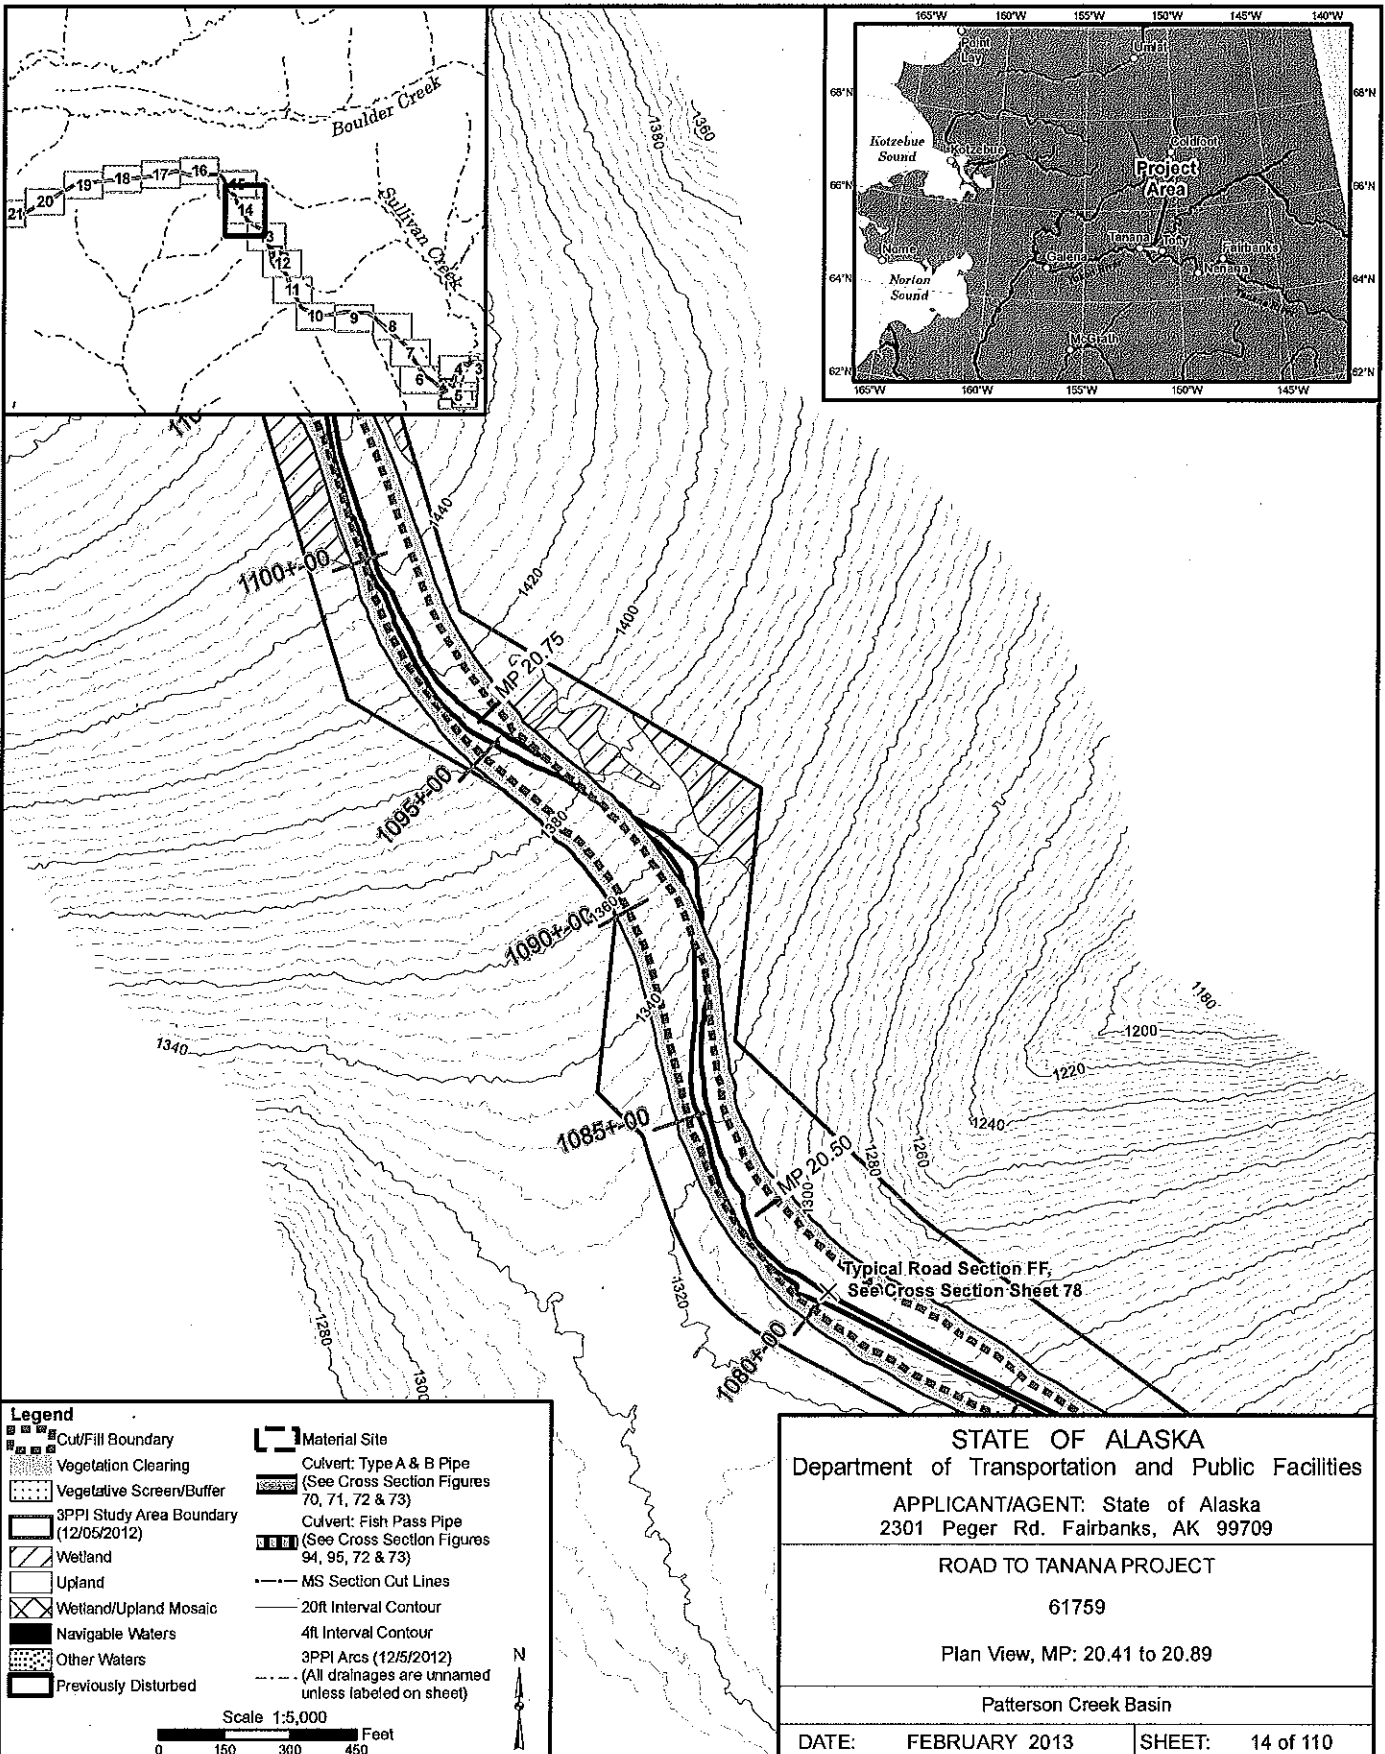 Boulder Creek
Sullivan Creek
21
20
19
18
17
16
15
14
13
12
11
10
9
8
7
6
4
3
5
165°W
160°W
155°W
150°W
145°W
140°W
68°N
66°N
64°N
62°N
68°N
66°N
64°N
62°N
165°W
160°W
155°W
150°W
145°W
Point
Lay
Umiat
Kotzebue
Sound
Kotzebue
Coldfoot
Project
Area
Nome
Norton
Sound
Galena
Tanana
Tofty
Fairbanks
Nenana
McGrath
1380
1360
1440
1420
1400
1100+-00
MP 20.75
1095+-00
1380
1090+-00
1360
1340
1340
1180
1200
1220
1240
1260
1280
1085+-00
MP 20.50
1300
Typical Road Section FF,
See Cross Section Sheet 78
1320
1080+-00
1280
1300
Legend
Cut/Fill Boundary
Vegetation Clearing
Vegetative Screen/Buffer
3PPI Study Area Boundary
(12/05/2012)
Wetland
Upland
Wetland/Upland Mosaic
Navigable Waters
Other Waters
Previously Disturbed
Material Site
Culvert: Type A & B Pipe
(See Cross Section Figures
70, 71, 72 & 73)
Culvert: Fish Pass Pipe
(See Cross Section Figures
94, 95, 72 & 73)
MS Section Cut Lines
20ft Interval Contour
4ft Interval Contour
3PPI Arcs (12/5/2012)
(All drainages are unnamed
unless labeled on sheet)
Scale 1:5,000
Feet
0 150 300 450
N
STATE OF ALASKA
Department of Transportation and Public Facilities
APPLICANT/AGENT: State of Alaska
2301 Peger Rd. Fairbanks, AK 99709
ROAD TO TANANA PROJECT
61759
Plan View, MP: 20.41 to 20.89
Patterson Creek Basin
DATE: FEBRUARY 2013
SHEET: 14 of 110